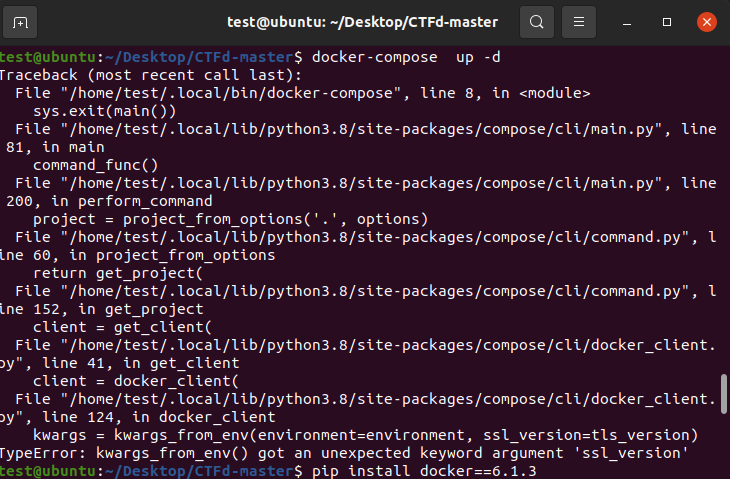 test@ubuntu: ~/Desktop/CTFd-master
test@ubuntu:~/Desktop/CTFd-master$ docker-compose  up -d
Traceback (most recent call last):
  File "/home/test/.local/bin/docker-compose", line 8, in <module>
    sys.exit(main())
  File "/home/test/.local/lib/python3.8/site-packages/compose/cli/main.py", line
 81, in main
    command_func()
  File "/home/test/.local/lib/python3.8/site-packages/compose/cli/main.py", line
 200, in perform_command
    project = project_from_options('.', options)
  File "/home/test/.local/lib/python3.8/site-packages/compose/cli/command.py", l
ine 60, in project_from_options
    return get_project(
  File "/home/test/.local/lib/python3.8/site-packages/compose/cli/command.py", l
ine 152, in get_project
    client = get_client(
  File "/home/test/.local/lib/python3.8/site-packages/compose/cli/docker_client.
py", line 41, in get_client
    client = docker_client(
  File "/home/test/.local/lib/python3.8/site-packages/compose/cli/docker_client.
py", line 124, in docker_client
    kwargs = kwargs_from_env(environment=environment, ssl_version=tls_version)
TypeError: kwargs_from_env() got an unexpected keyword argument 'ssl_version'
test@ubuntu:~/Desktop/CTFd-master$ pip install docker==6.1.3